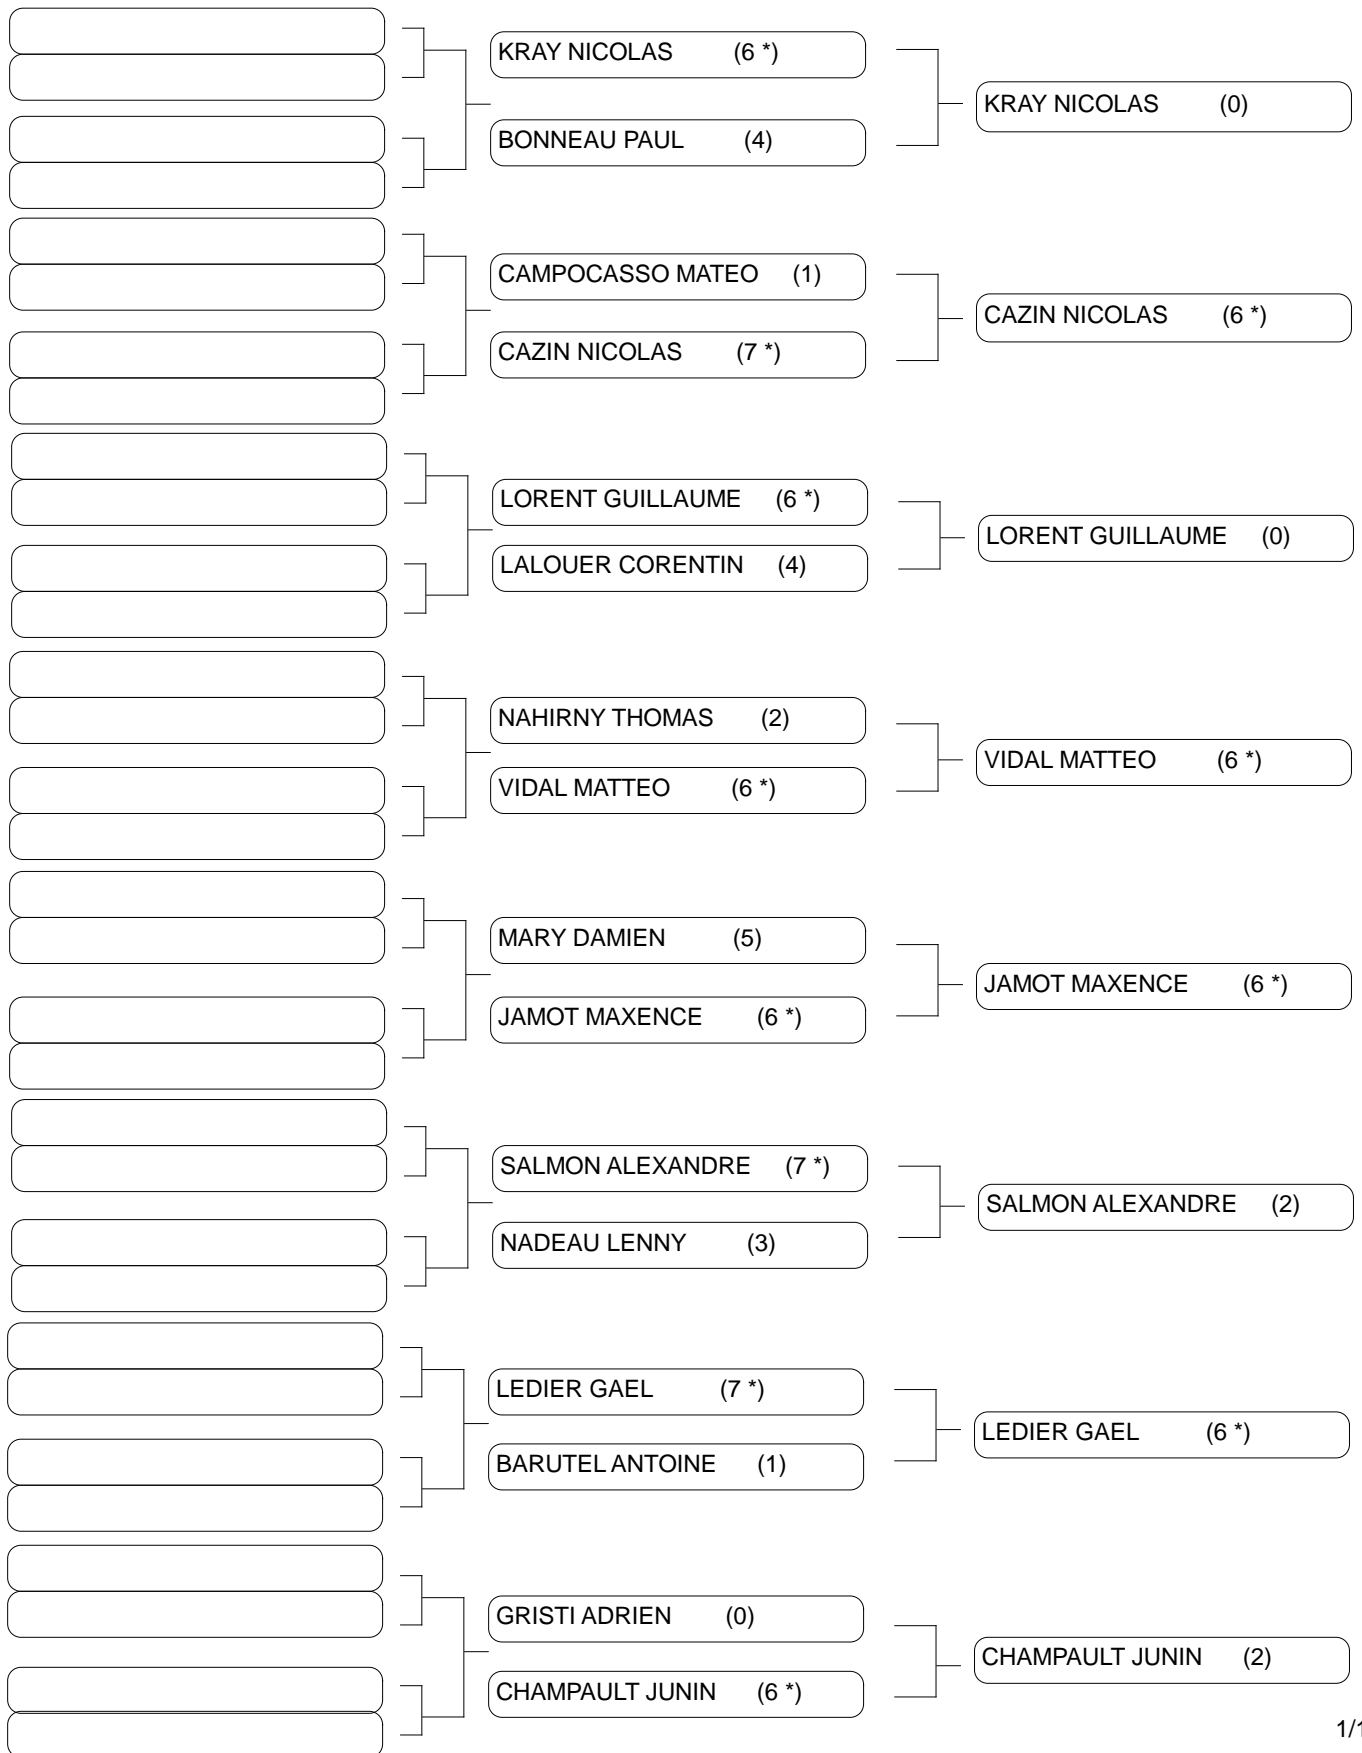 KRAY NICOLAS (6 *)
BONNEAU PAUL (4)
KRAY NICOLAS (0)
CAMPOCASSO MATEO (1)
CAZIN NICOLAS (7 *)
CAZIN NICOLAS (6 *)
LORENT GUILLAUME (6 *)
LALOUER CORENTIN (4)
LORENT GUILLAUME (0)
NAHIRNY THOMAS (2)
VIDAL MATTEO (6 *)
VIDAL MATTEO (6 *)
MARY DAMIEN (5)
JAMOT MAXENCE (6 *)
JAMOT MAXENCE (6 *)
SALMON ALEXANDRE (7 *)
NADEAU LENNY (3)
SALMON ALEXANDRE (2)
LEDIER GAEL (7 *)
BARUTEL ANTOINE (1)
LEDIER GAEL (6 *)
GRISTI ADRIEN (0)
CHAMPAULT JUNIN (6 *)
CHAMPAULT JUNIN (2)
1/1